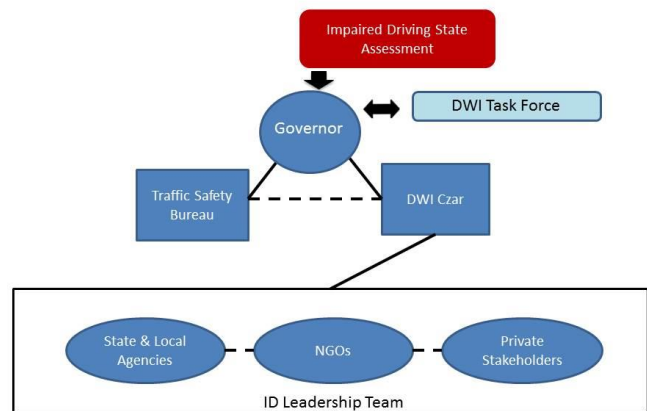 Impaired Driving State
Assessment
Governor
DWI Task Force
Traffic Safety
Bureau
DWI Czar
State & Local
Agencies
NGOs
Private
Stakeholders
ID Leadership Team